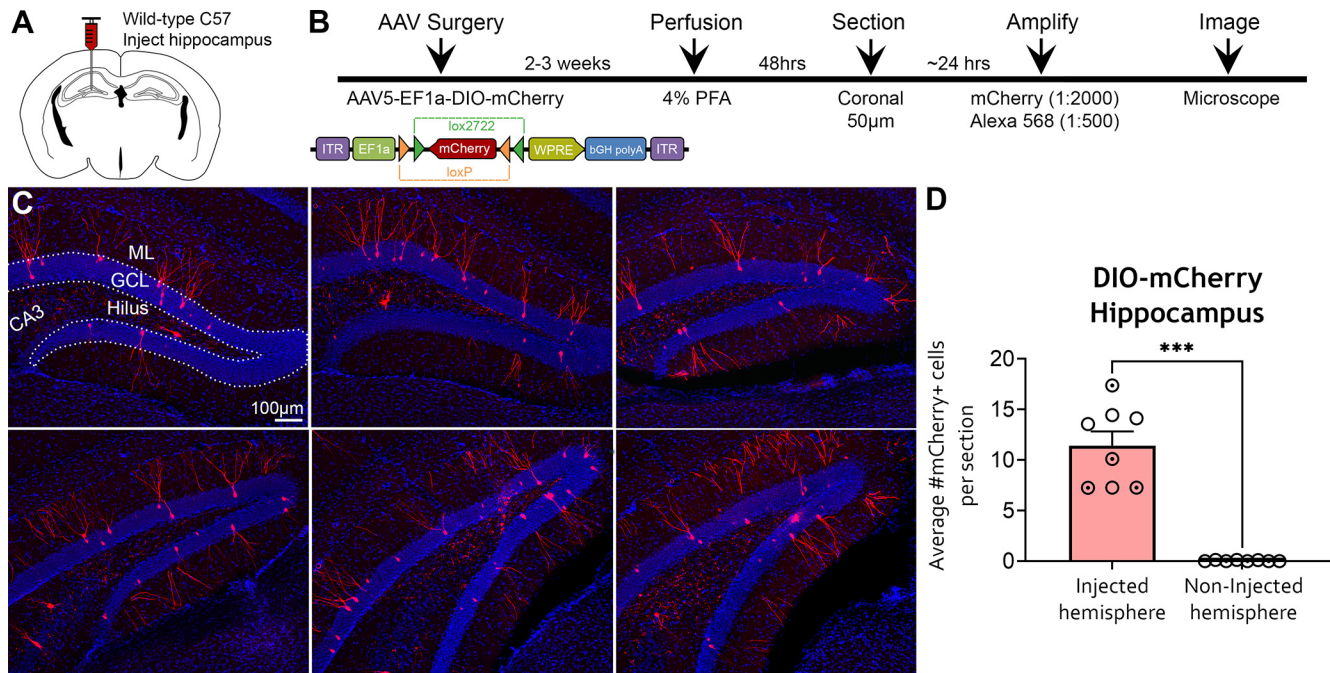 A
Wild-type C57
Inject hippocampus
B
AAV Surgery
Perfusion
Section
Amplify
Image
2-3 weeks
48hrs
~24 hrs
AAV5-EF1a-DIO-mCherry
4% PFA
Coronal
50µm
mCherry (1:2000)
Alexa 568 (1:500)
Microscope
lox2722
ITR
EF1a
mCherry
WPRE
bGH polyA
ITR
loxP
C
ML
GCL
Hilus
CA3
100µm
D
DIO-mCherry
Hippocampus
***
Average #mCherry+ cells
per section
20
15
10
5
0
Injected
hemisphere
Non-Injected
hemisphere